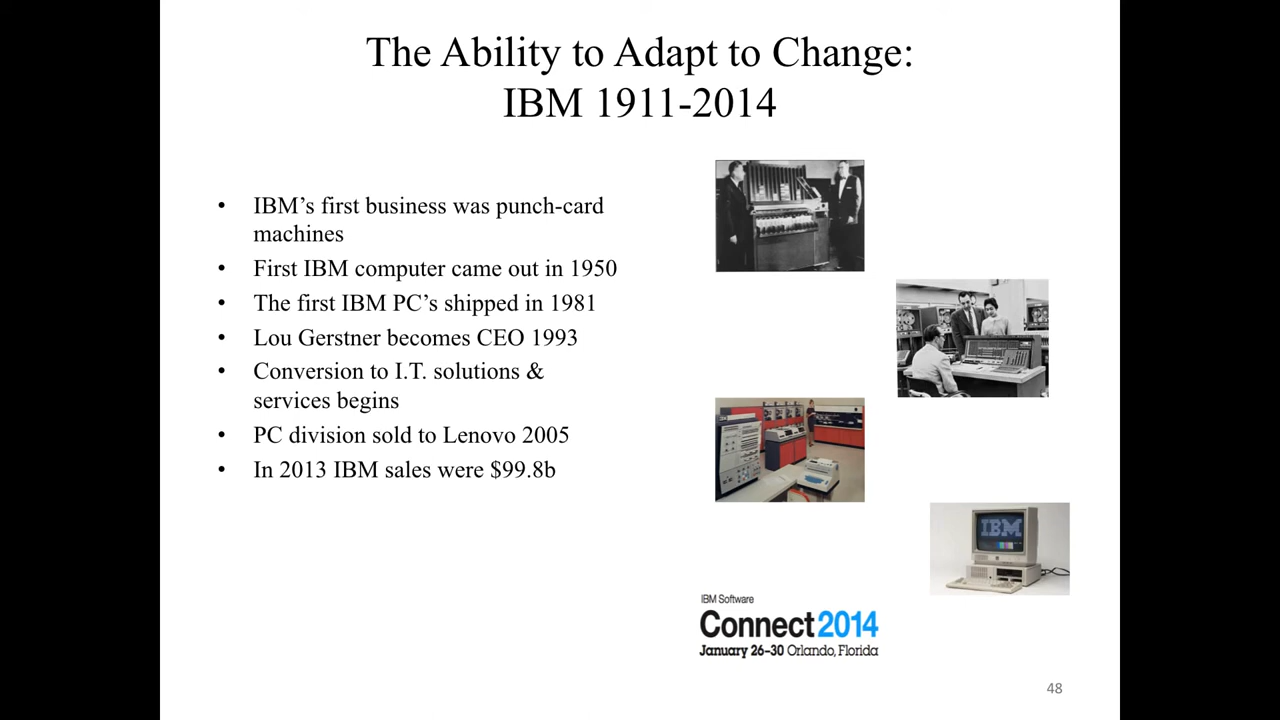 The Ability to Adapt to Change:
IBM 1911-2014
• IBM’s first business was punch-card
machines
• First IBM computer came out in 1950
• The first IBM PC’s shipped in 1981
• Lou Gerstner becomes CEO 1993
• Conversion to I.T. solutions &
services begins
• PC division sold to Lenovo 2005
• In 2013 IBM sales were $99.8b
IBM
IBM Software
Connect 2014
January 26-30 Orlando, Florida
48